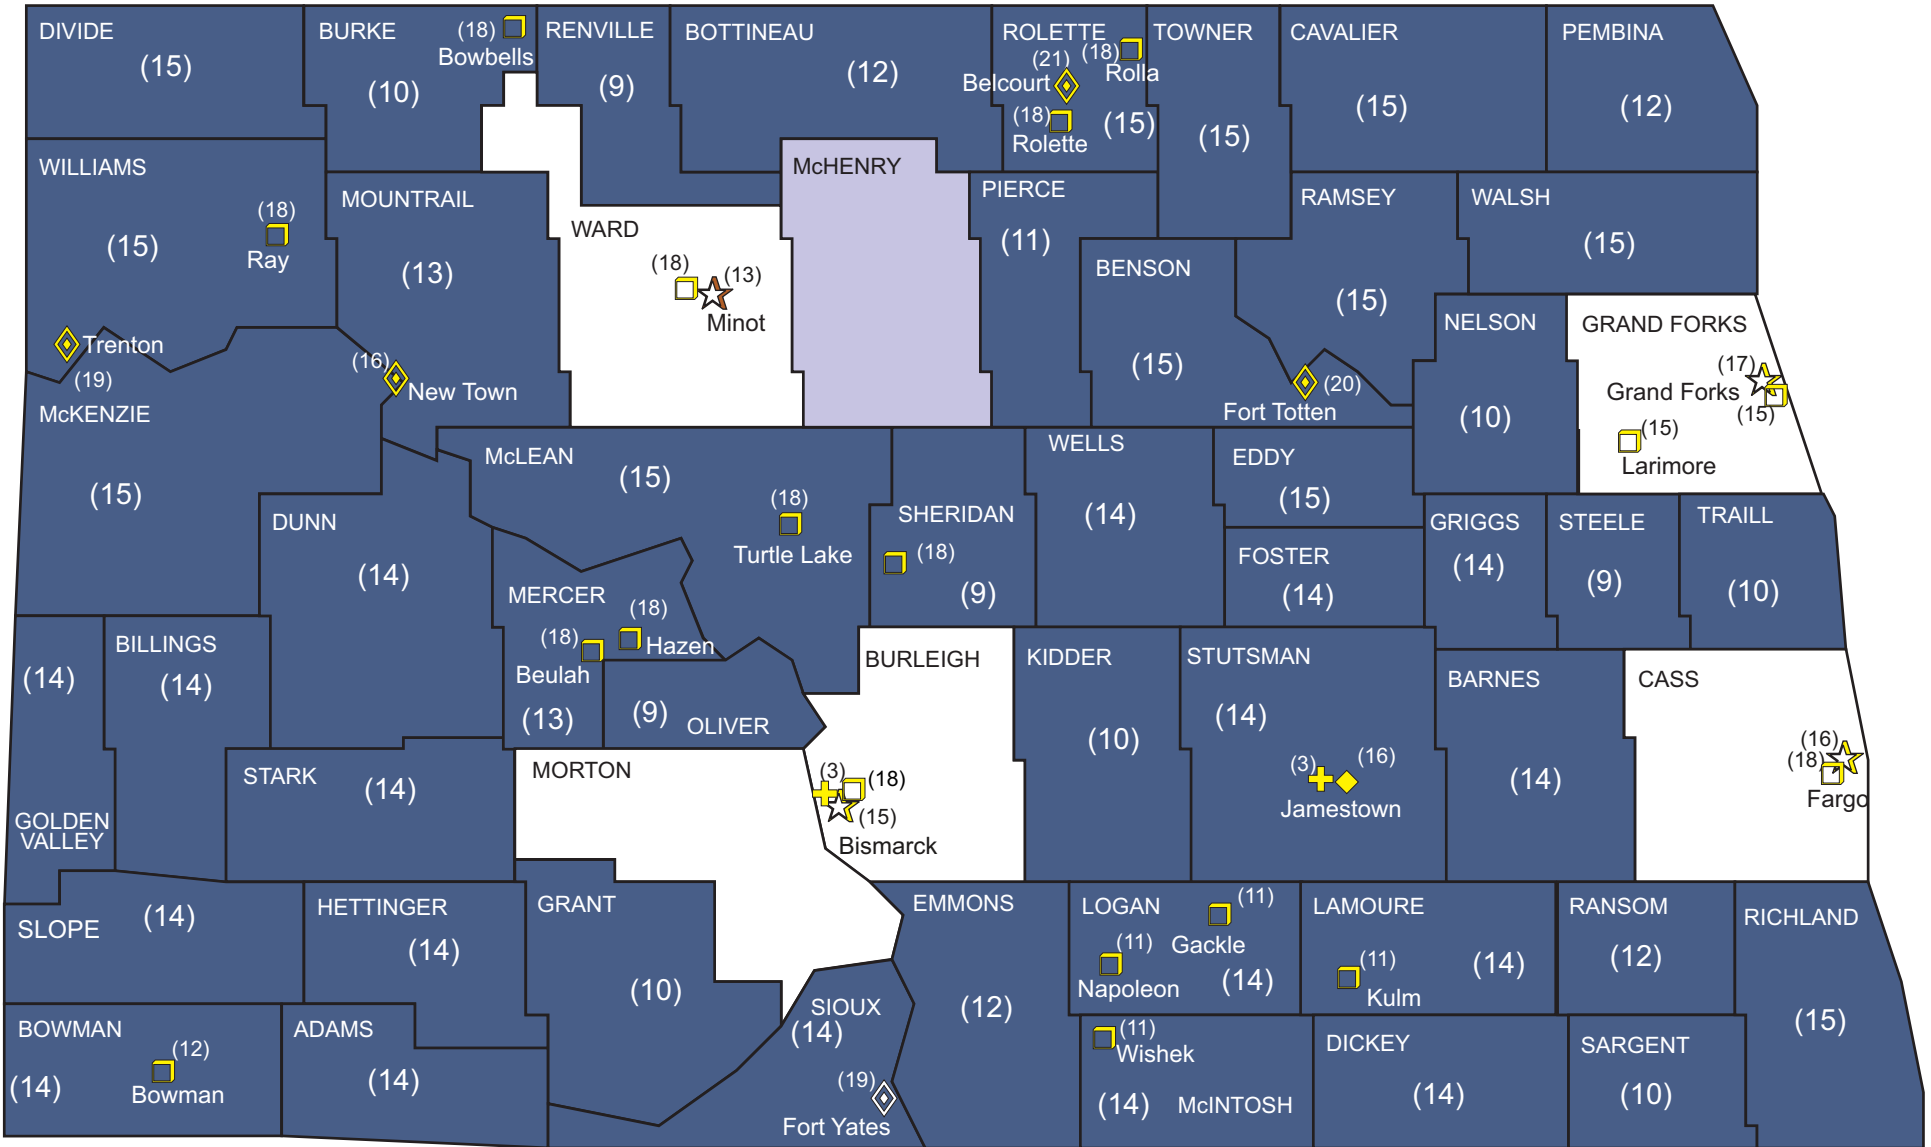 DIVIDE
(15)
BURKE
(10)
(18)
Bowbells
RENVILLE
(9)
BOTTINEAU
(12)
ROLETTE
(21)
(18)
Belcourt
Rolla
(18)
Rolette
(15)
TOWNER
(15)
CAVALIER
(15)
PEMBINA
(12)
WILLIAMS
(15)
(18)
Ray
Trenton
(19)
MOUNTRAIL
(13)
(16)
New Town
WARD
(18)
(13)
Minot
McHENRY
PIERCE
(11)
BENSON
(15)
RAMSEY
(15)
(20)
Fort Totten
WALSH
(15)
NELSON
(10)
GRAND FORKS
(17)
Grand Forks
(15)
(15)
Larimore
McKENZIE
(15)
DUNN
(14)
McLEAN
(15)
(18)
Turtle Lake
SHERIDAN
(18)
(9)
WELLS
(14)
EDDY
(15)
FOSTER
(14)
GRIGGS
(14)
STEELE
(9)
TRAILL
(10)
MERCER
(18)
Hazen
(18)
Beulah
(13)
(9)
OLIVER
(14)
GOLDEN
VALLEY
BILLINGS
(14)
STARK
(14)
MORTON
BURLEIGH
(3)
(18)
(15)
Bismarck
KIDDER
(10)
STUTSMAN
(14)
(3)
(16)
Jamestown
BARNES
(14)
CASS
(16)
(18)
Fargo
SLOPE
(14)
HETTINGER
(14)
GRANT
(10)
SIOUX
(14)
(19)
Fort Yates
EMMONS
(12)
LOGAN
(11)
Gackle
(11)
Napoleon
(14)
LAMOURE
(11)
Kulm
(14)
RANSOM
(12)
RICHLAND
(15)
BOWMAN
(14)
(12)
Bowman
ADAMS
(14)
(11)
Wishek
(14)
McINTOSH
DICKEY
(14)
SARGENT
(10)